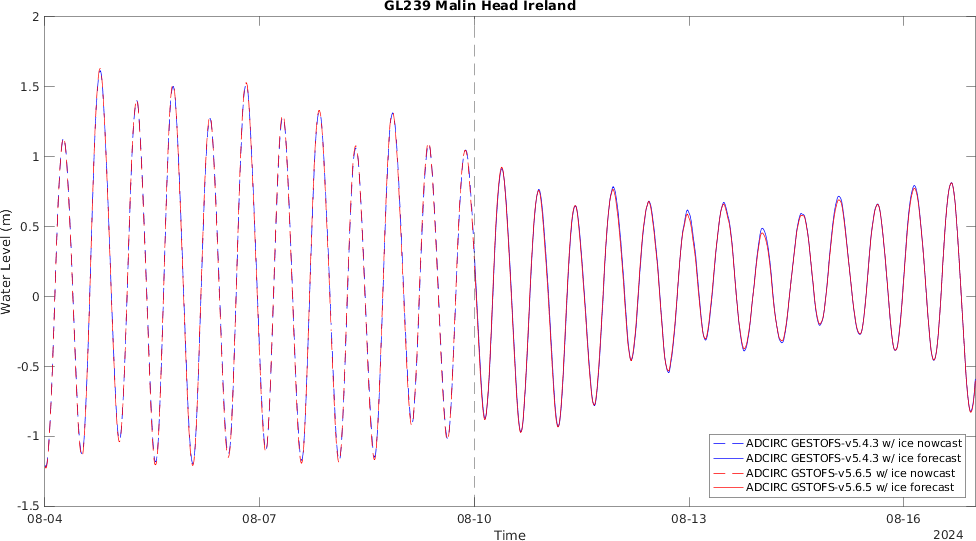 GL239 Malin Head Ireland
2
1.5
1
0.5
0
-0.5
-1
-1.5
Water Level (m)
08-04
08-07
08-10
08-13
08-16
Time
2024
ADCIRC GESTOFS-v5.4.3 w/ ice nowcast
ADCIRC GESTOFS-v5.4.3 w/ ice forecast
ADCIRC GSTOFS-v5.6.5 w/ ice nowcast
ADCIRC GSTOFS-v5.6.5 w/ ice forecast